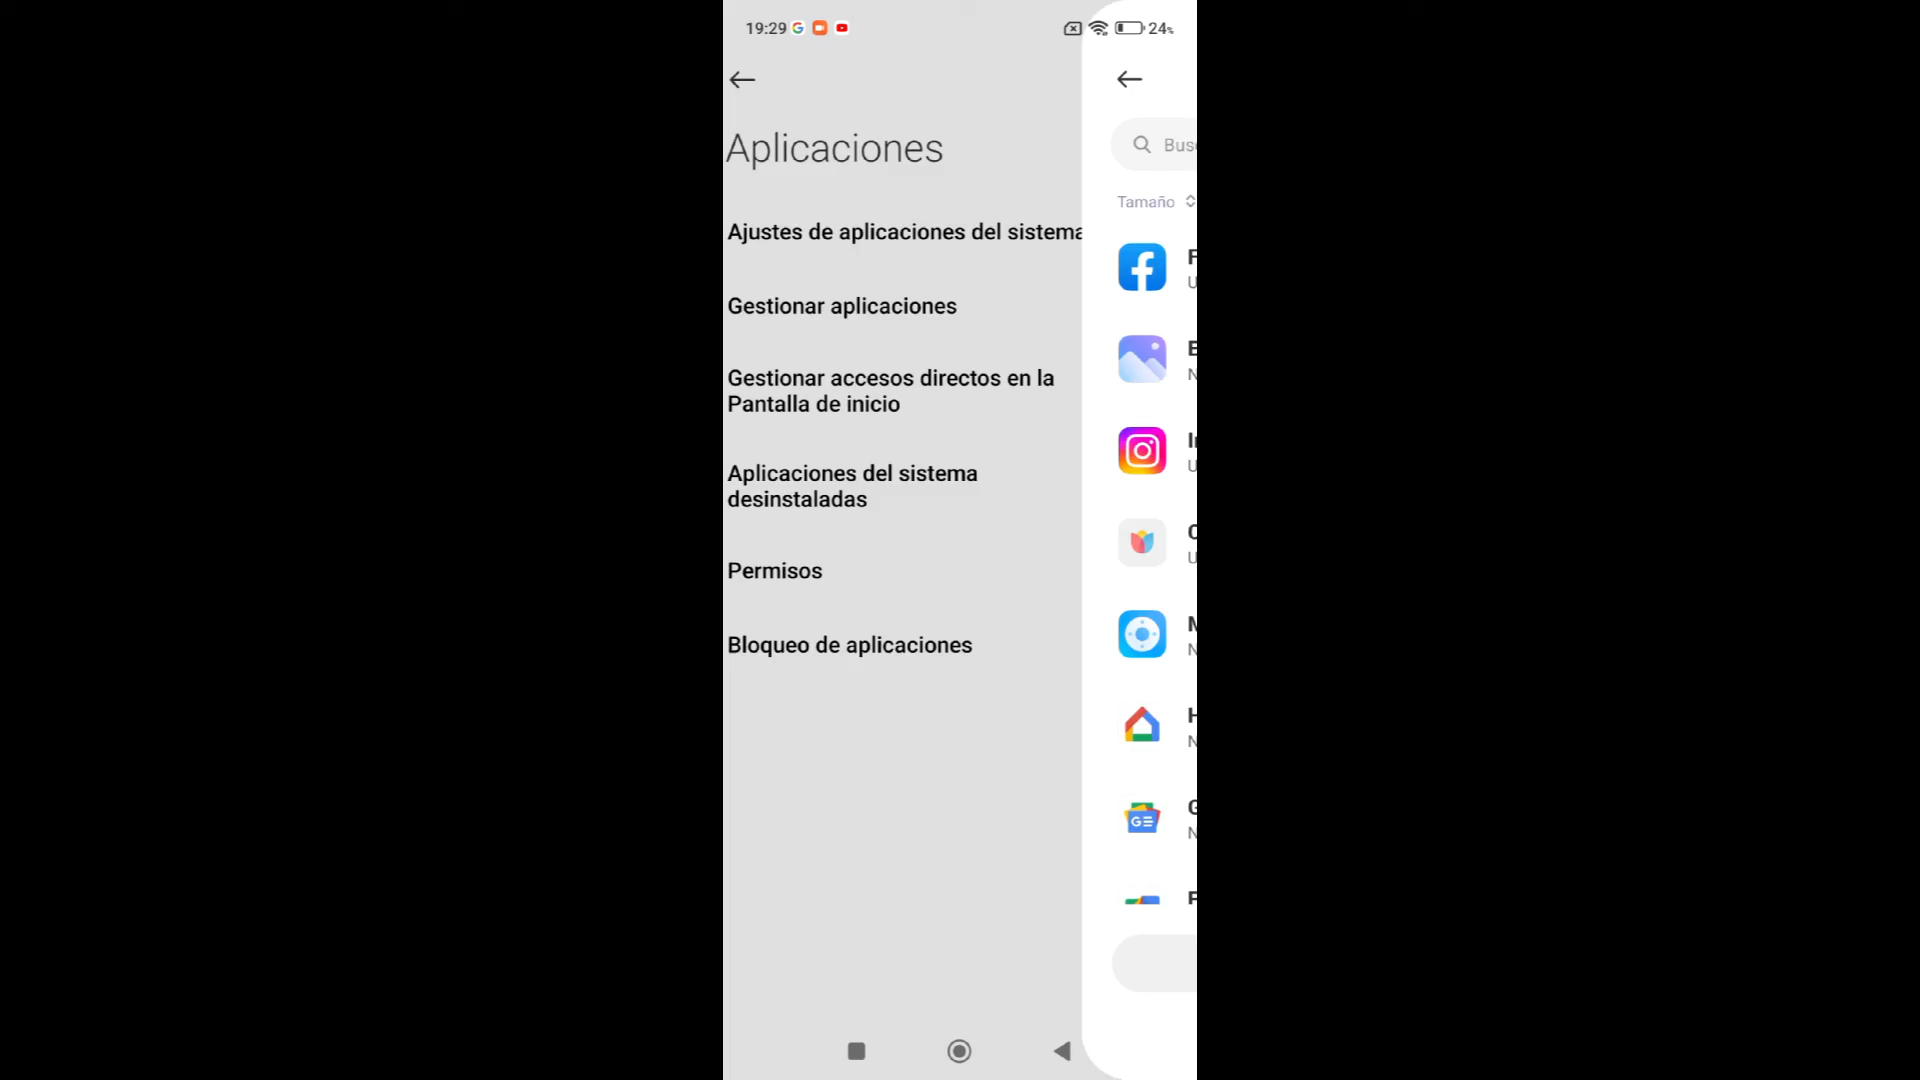 19:29
24%
Aplicaciones
Ajustes de aplicaciones del sistema
Gestionar aplicaciones
Gestionar accesos directos en la
Pantalla de inicio
Aplicaciones del sistema
desinstaladas
Permisos
Bloqueo de aplicaciones
Bus
Tamaño
F
U
E
N
I
U
C
U
M
N
H
N
G
N
F